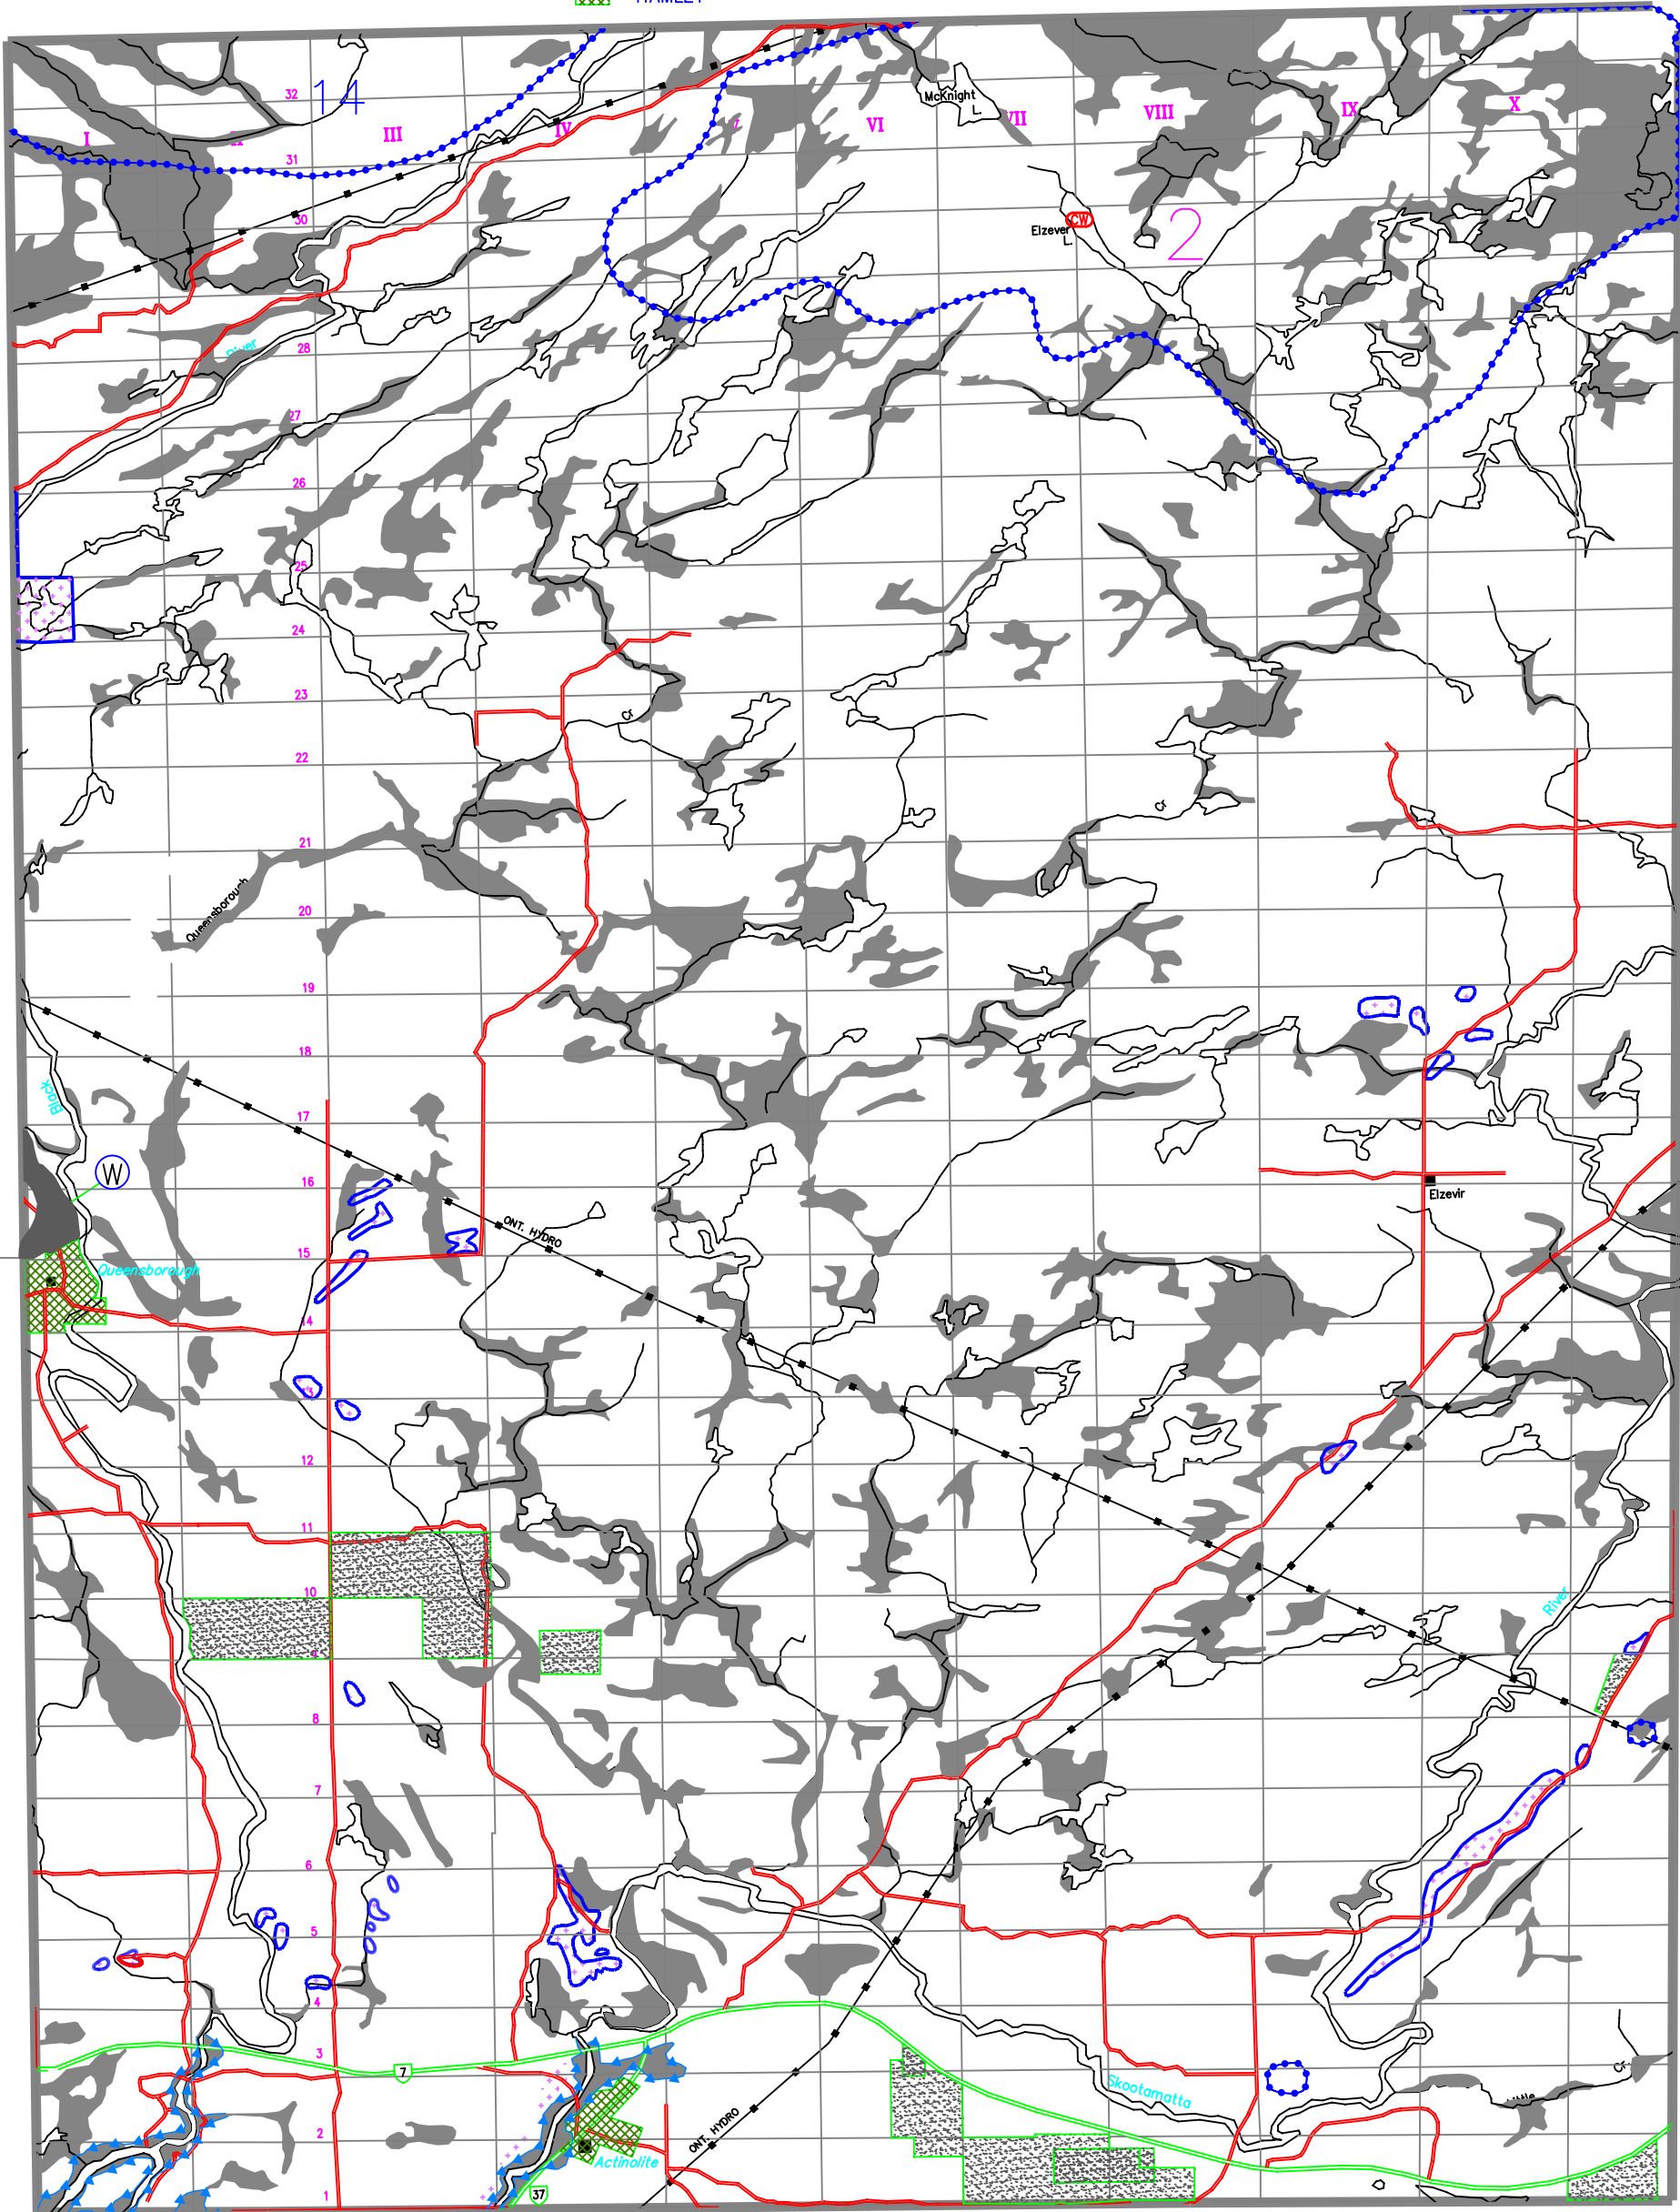 HAMLET
14
32
McKnight
L.
I
III
IV
VI
VII
VIII
IX
X
31
30
CW
Elzever
L.
2
River
28
27
26
25
24
23
Cr
22
Cr
21
Queensborough
20
19
18
Black
17
W
16
Elzevir
ONT. HYDRO
15
Queensborough
14
13
12
11
10
River
8
7
6
5
4
3
7
Cr
Skootamatta
2
ONT. HYDRO
Actinolite
37
1